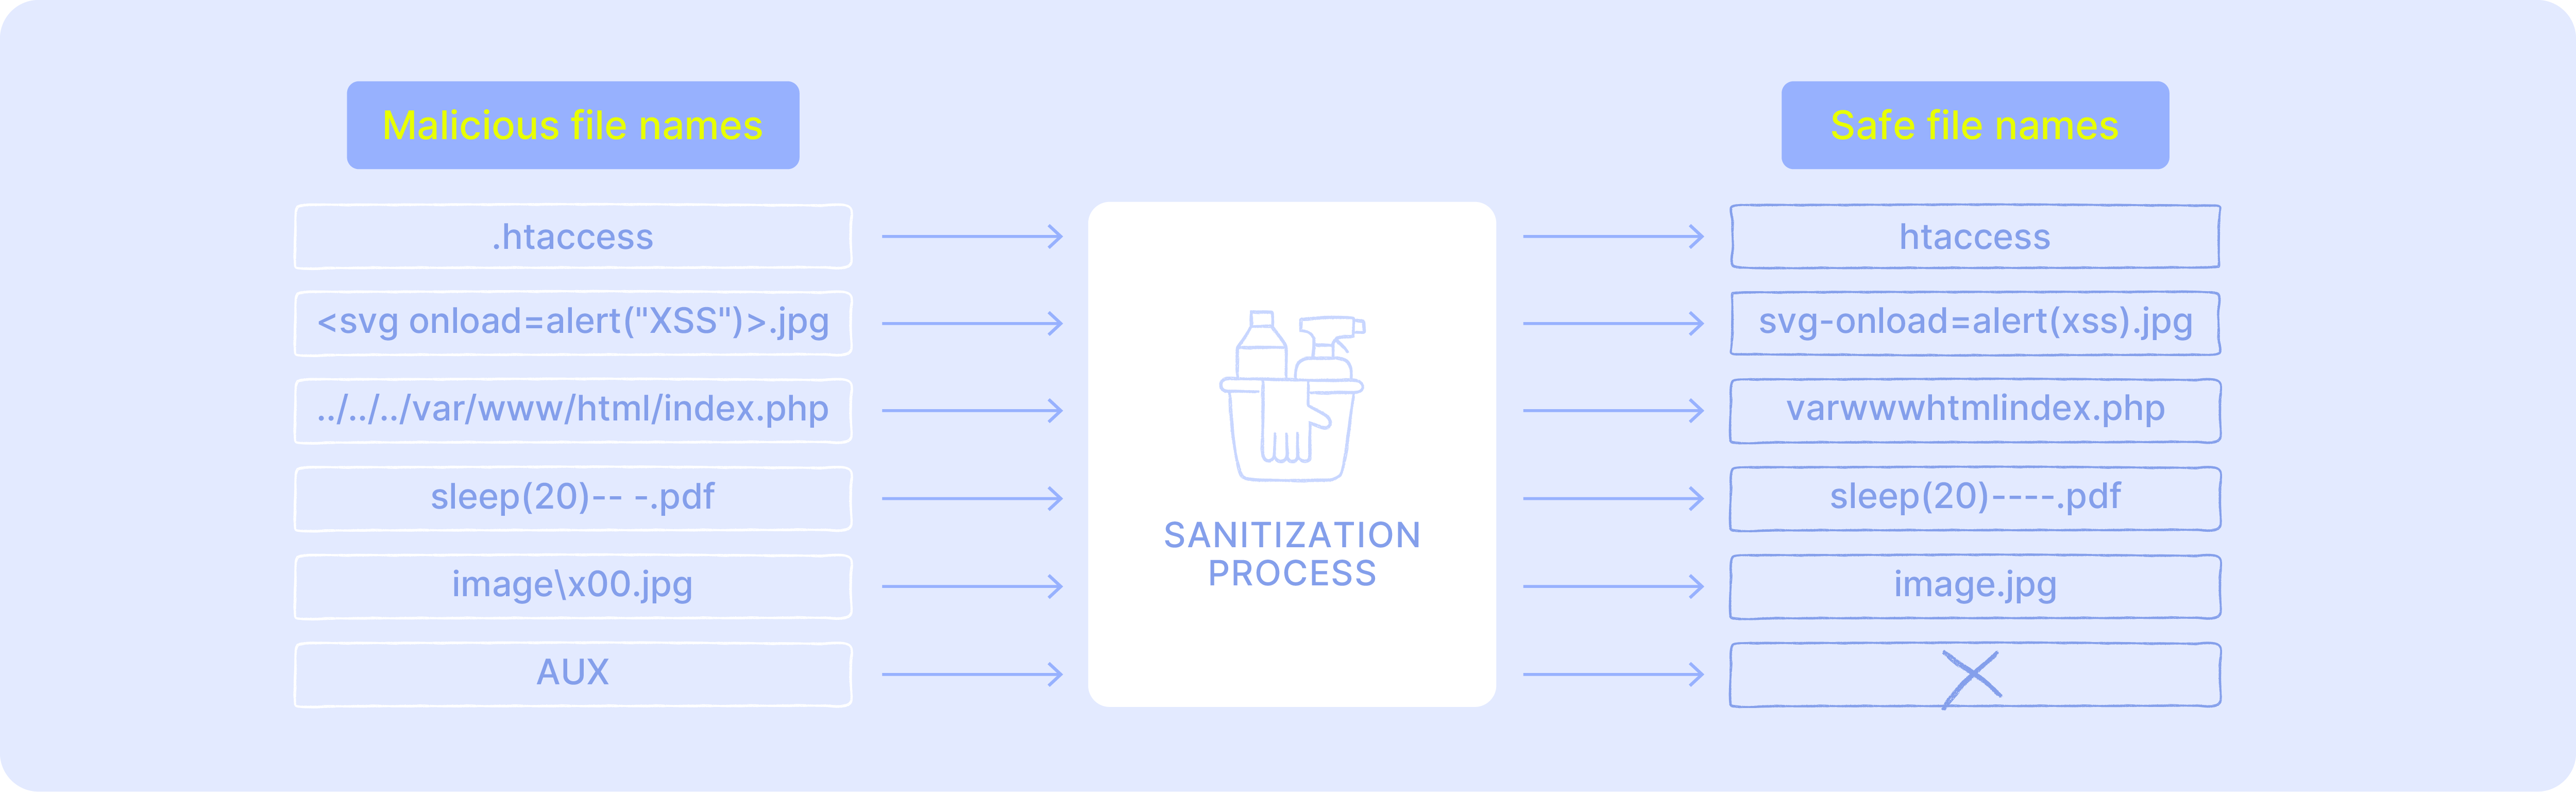 Malicious file names
Safe file names
.htaccess
htaccess
<svg onload=alert("XSS")>.jpg
svg-onload=alert(xss).jpg
../../../var/www/html/index.php
varwwwhtmlindex.php
sleep(20)-- -.pdf
sleep(20)----.pdf
SANITIZATION
PROCESS
image\x00.jpg
image.jpg
AUX